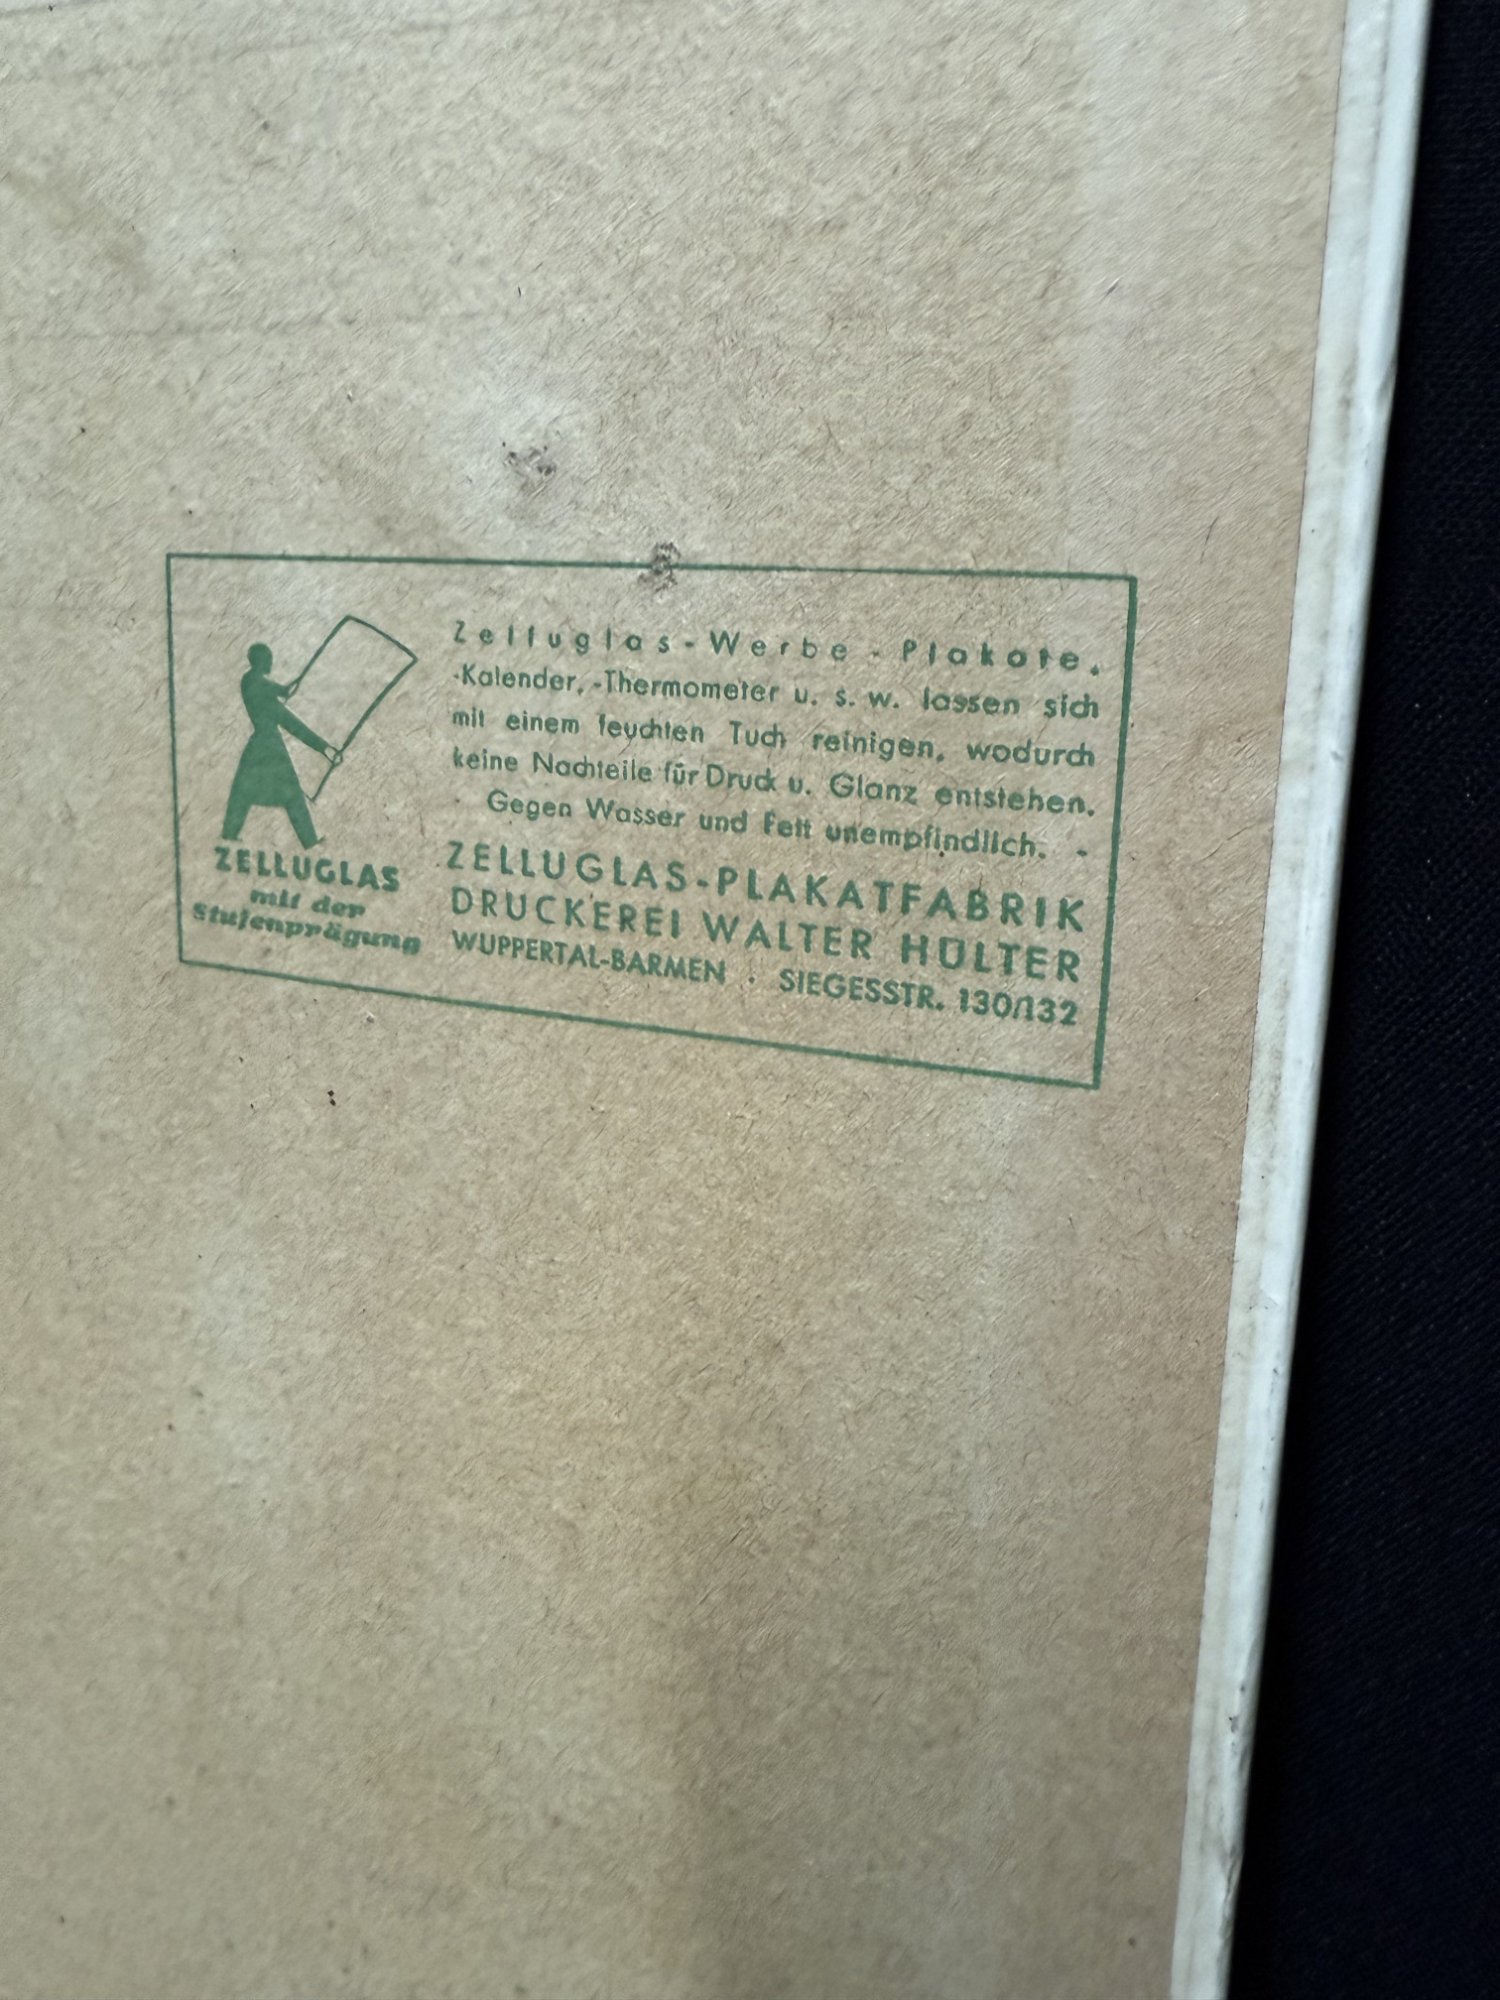 Zelluglas-Werbe-Plakate,
-Kalender, -Thermometer u. s. w. lassen sich
mit einem feuchten Tuch reinigen, wodurch
keine Nachteile für Druck u. Glanz entstehen.
Gegen Wasser und Fett unempfindlich. -
ZELLUGLAS-PLAKATFABRIK
DRUCKEREI WALTER HÜLTER
WUPPERTAL-BARMEN · SIEGESSTR. 130/132
ZELLUGLAS
mit der
Stufenprägung